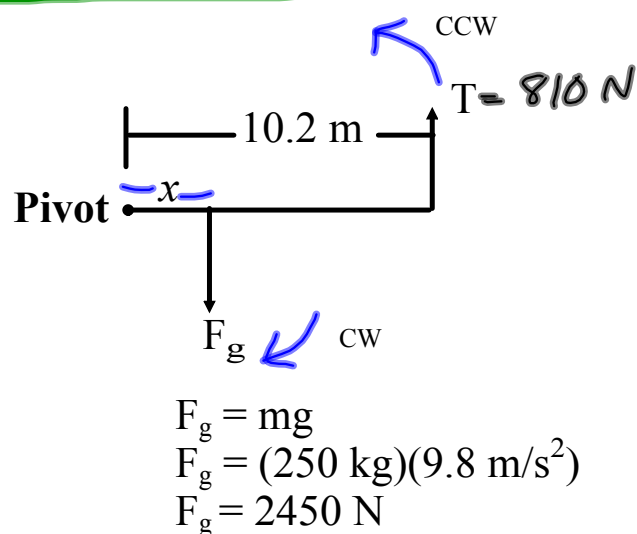 CCW
T= 810 N
10.2 m
x
Pivot
Fg
CW
Fg = mg
Fg = (250 kg)(9.8 m/s²)
Fg = 2450 N